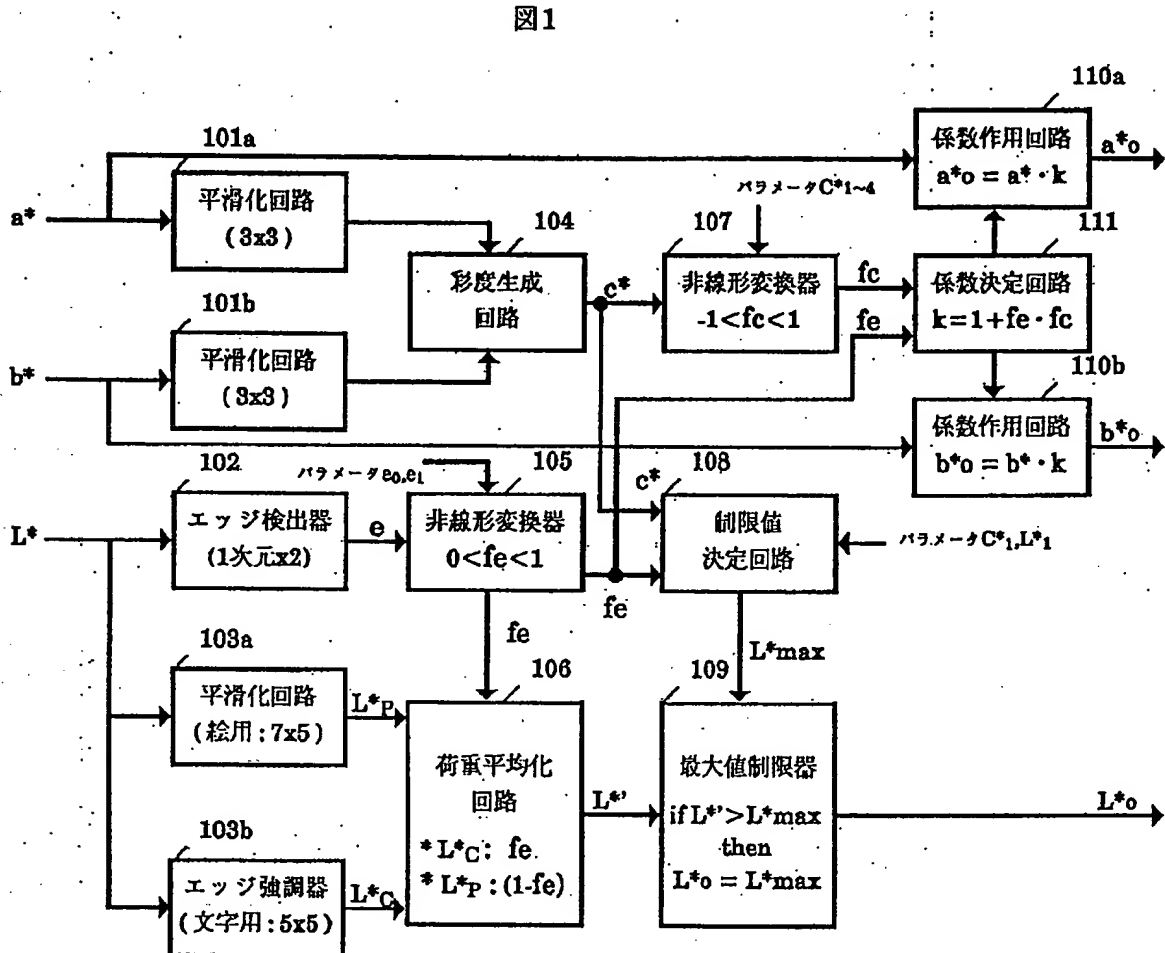 図1
110a
係数作用回路
a*o = a*・k
a*o
101a
a*
平滑化回路
(3x3)
パラメータC*1~4
104
彩度生成
回路
c*
107
非線形変換器
-1<fc<1
fc
fe
111
係数決定回路
k=1+fe・fc
101b
b*
平滑化回路
(3x3)
110b
係数作用回路
b*o = b*・k
b*o
102
L*
エッジ検出器
(1次元x2)
e
パラメータe0,e1
105
非線形変換器
0<fe<1
fe
fe
c*
108
制限値
決定回路
パラメータC*1,L*1
L*max
103a
平滑化回路
(絵用:7x5)
L*P
106
荷重平均化
回路
* L*C: fe
* L*P:(1-fe)
L*'
109
最大値制限器
if L*'>L*max
then
L*o = L*max
L*o
103b
エッジ強調器
(文字用:5x5)
L*C